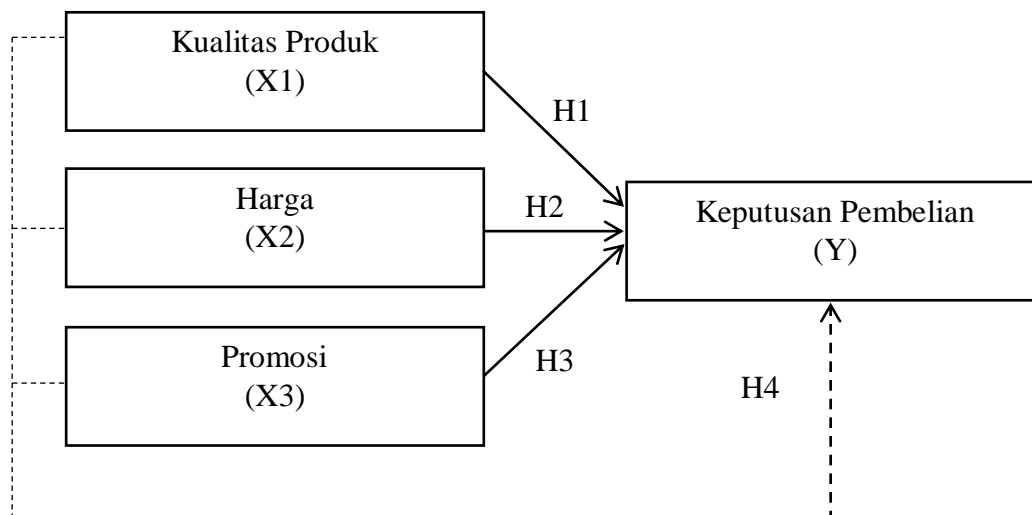 Kualitas Produk
(X1)
H1
Harga
(X2)
H2
Keputusan Pembelian
(Y)
Promosi
(X3)
H3
H4